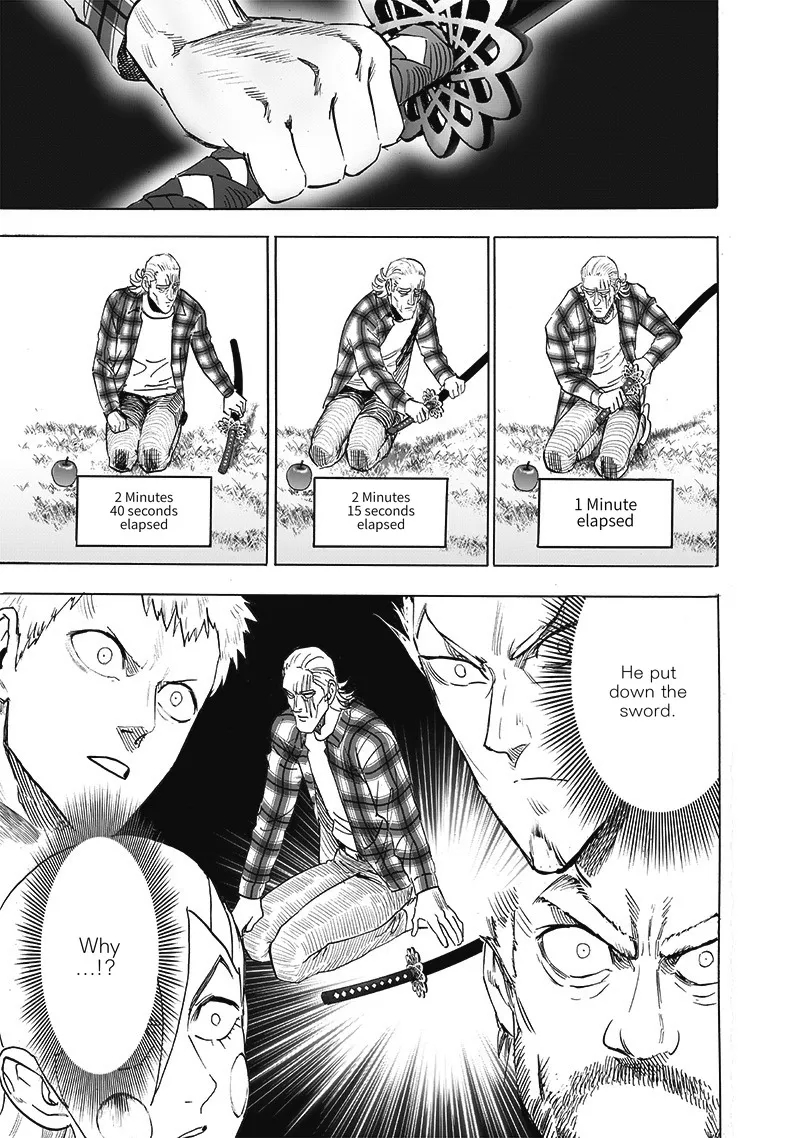 1 Minute
elapsed
2 Minutes
15 seconds
elapsed
2 Minutes
40 seconds
elapsed
He put
down the
sword.
Why
...!?